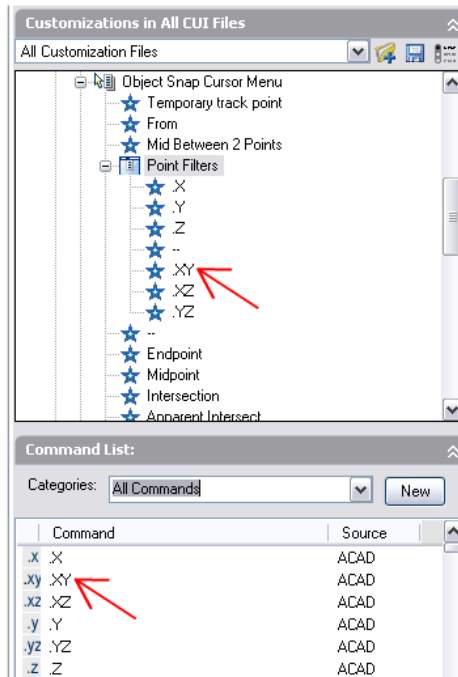 Customizations in All CUI Files
All Customization Files
Object Snap Cursor Menu
Temporary track point
From
Mid Between 2 Points
Point Filters
.X
.Y
.Z
--
.XY
.XZ
.YZ
--
Endpoint
Midpoint
Intersection
Apparent Intersect
Command List:
Categories: All Commands New
Command Source
.x .X ACAD
.xy .XY ACAD
.xz .XZ ACAD
.y .Y ACAD
.yz .YZ ACAD
.z .Z ACAD